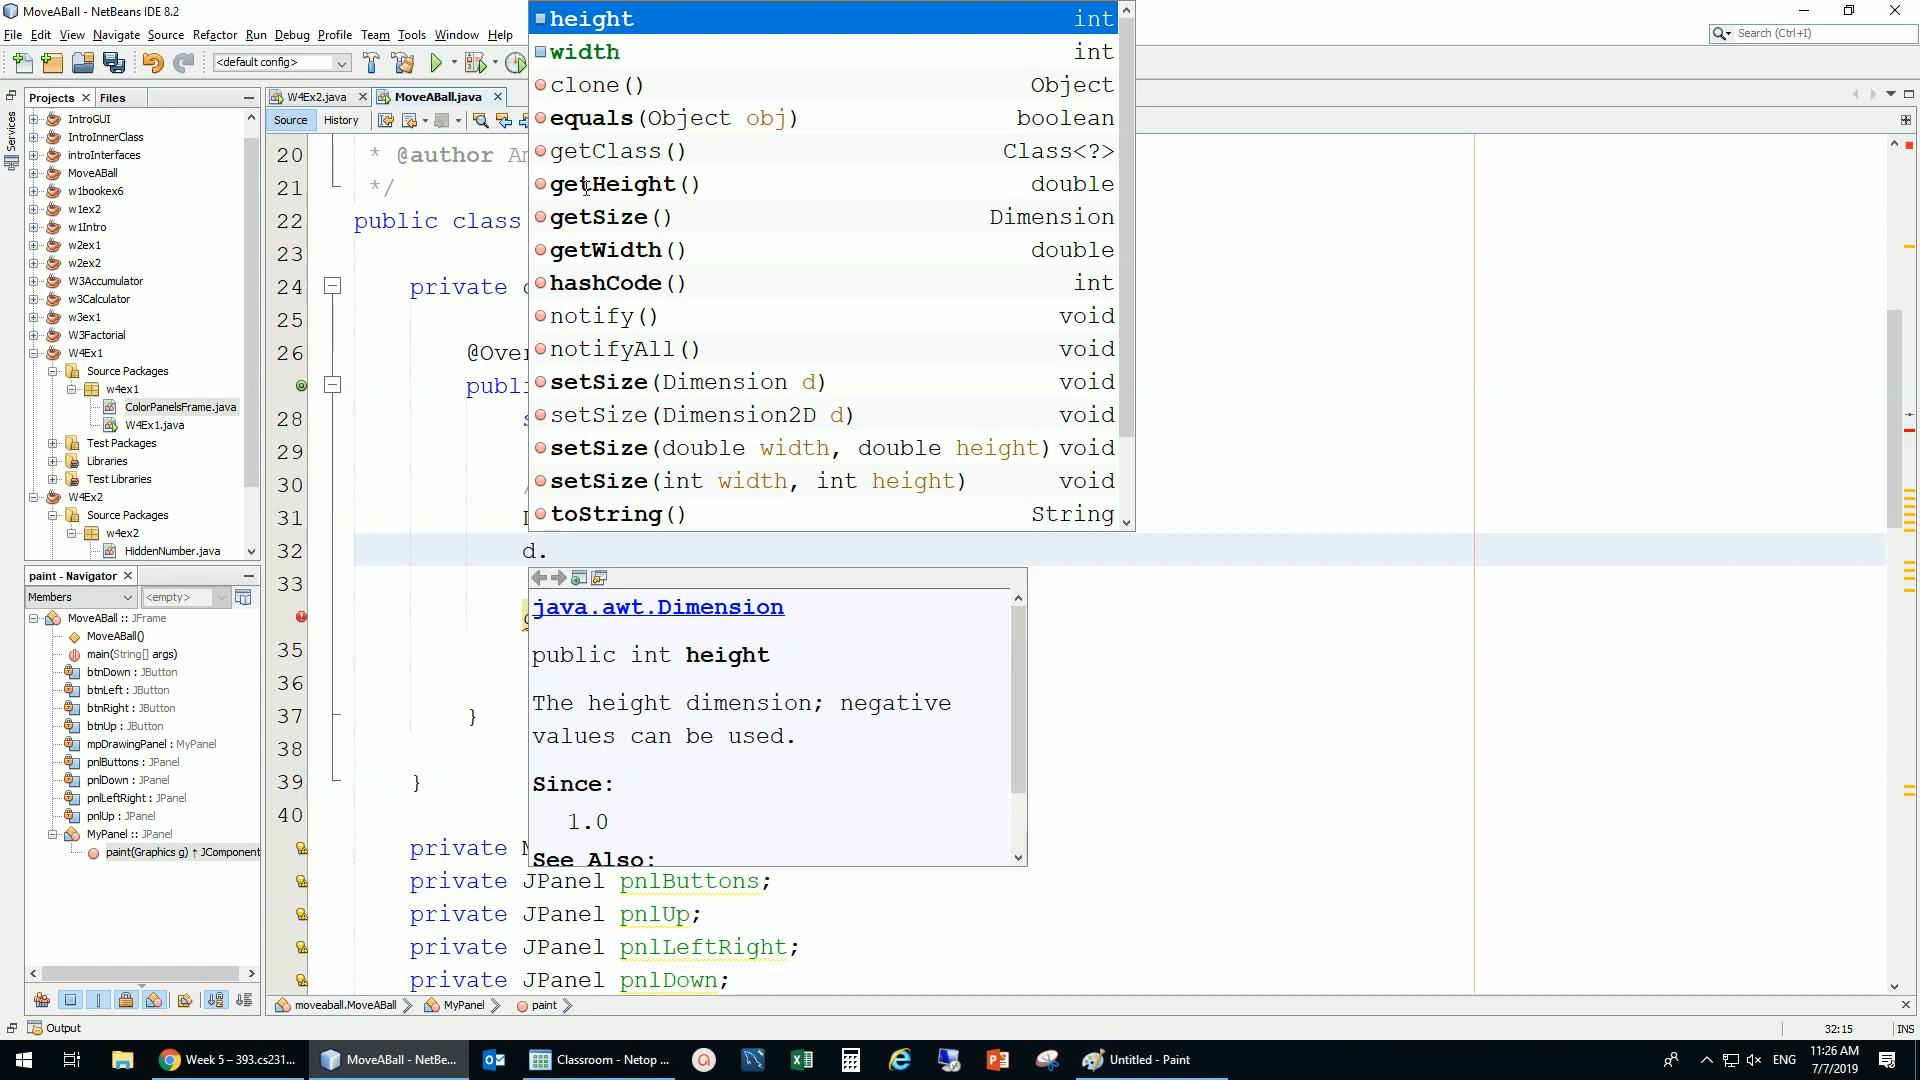 MoveABall - NetBeans IDE 8.2
File Edit View Navigate Source Refactor Run Debug Profile Team Tools Window Help
Search (Ctrl+I)
<default config>
Projects Files
Services
IntroGUI
IntroInnerClass
introInterfaces
MoveABall
w1bookex6
w1ex2
w1Intro
w2ex1
w2ex2
W3Accumulator
w3Calculator
w3ex1
W3Factorial
W4Ex1
Source Packages
w4ex1
ColorPanelsFrame.java
W4Ex1.java
Test Packages
Libraries
Test Libraries
W4Ex2
Source Packages
w4ex2
HiddenNumber.java
paint - Navigator
Members <empty>
MoveABall :: JFrame
MoveABall()
main(String[] args)
btnDown : JButton
btnLeft : JButton
btnRight : JButton
btnUp : JButton
mpDrawingPanel : MyPanel
pnlButtons : JPanel
pnlDown : JPanel
pnlLeftRight : JPanel
pnlUp : JPanel
MyPanel :: JPanel
paint(Graphics g) ↑ JComponent
W4Ex2.java MoveABall.java
Source History
20 * @author An
21 */
22 public class
23
24 private
25
26 @Over
publi
28
29
30
31
32 d.
33
35
36
37 }
38
39 }
40
private
private JPanel pnlButtons;
private JPanel pnlUp;
private JPanel pnlLeftRight;
private JPanel pnlDown;
height int
width int
clone() Object
equals(Object obj) boolean
getClass() Class<?>
getHeight() double
getSize() Dimension
getWidth() double
hashCode() int
notify() void
notifyAll() void
setSize(Dimension d) void
setSize(Dimension2D d) void
setSize(double width, double height) void
setSize(int width, int height) void
toString() String
java.awt.Dimension
public int height
The height dimension; negative
values can be used.
Since:
1.0
See Also:
moveaball.MoveABall MyPanel paint
Output
32:15 INS
Week 5 – 393.cs231...
MoveABall - NetBe...
Classroom - Netop ...
Untitled - Paint
ENG
11:26 AM
7/7/2019